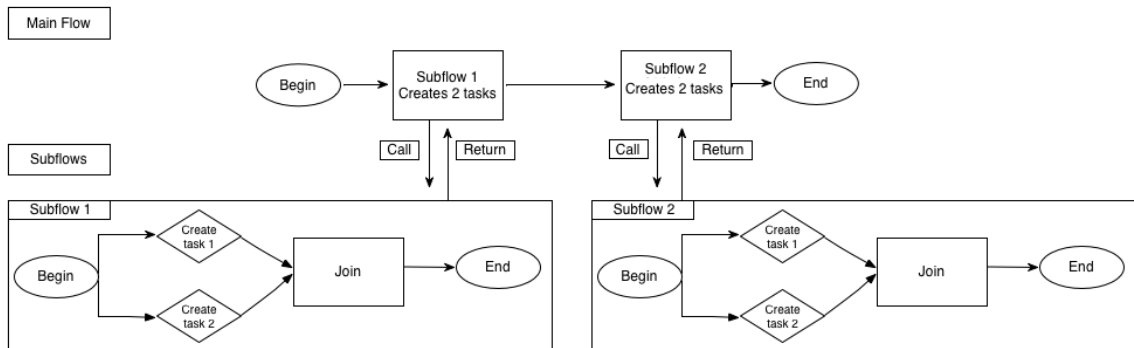 Main Flow
Begin
Subflow 1
Creates 2 tasks
Subflow 2
Creates 2 tasks
End
Call
Return
Call
Return
Subflows
Subflow 1
Begin
Create
task 1
Create
task 2
Join
End
Subflow 2
Begin
Create
task 1
Create
task 2
Join
End